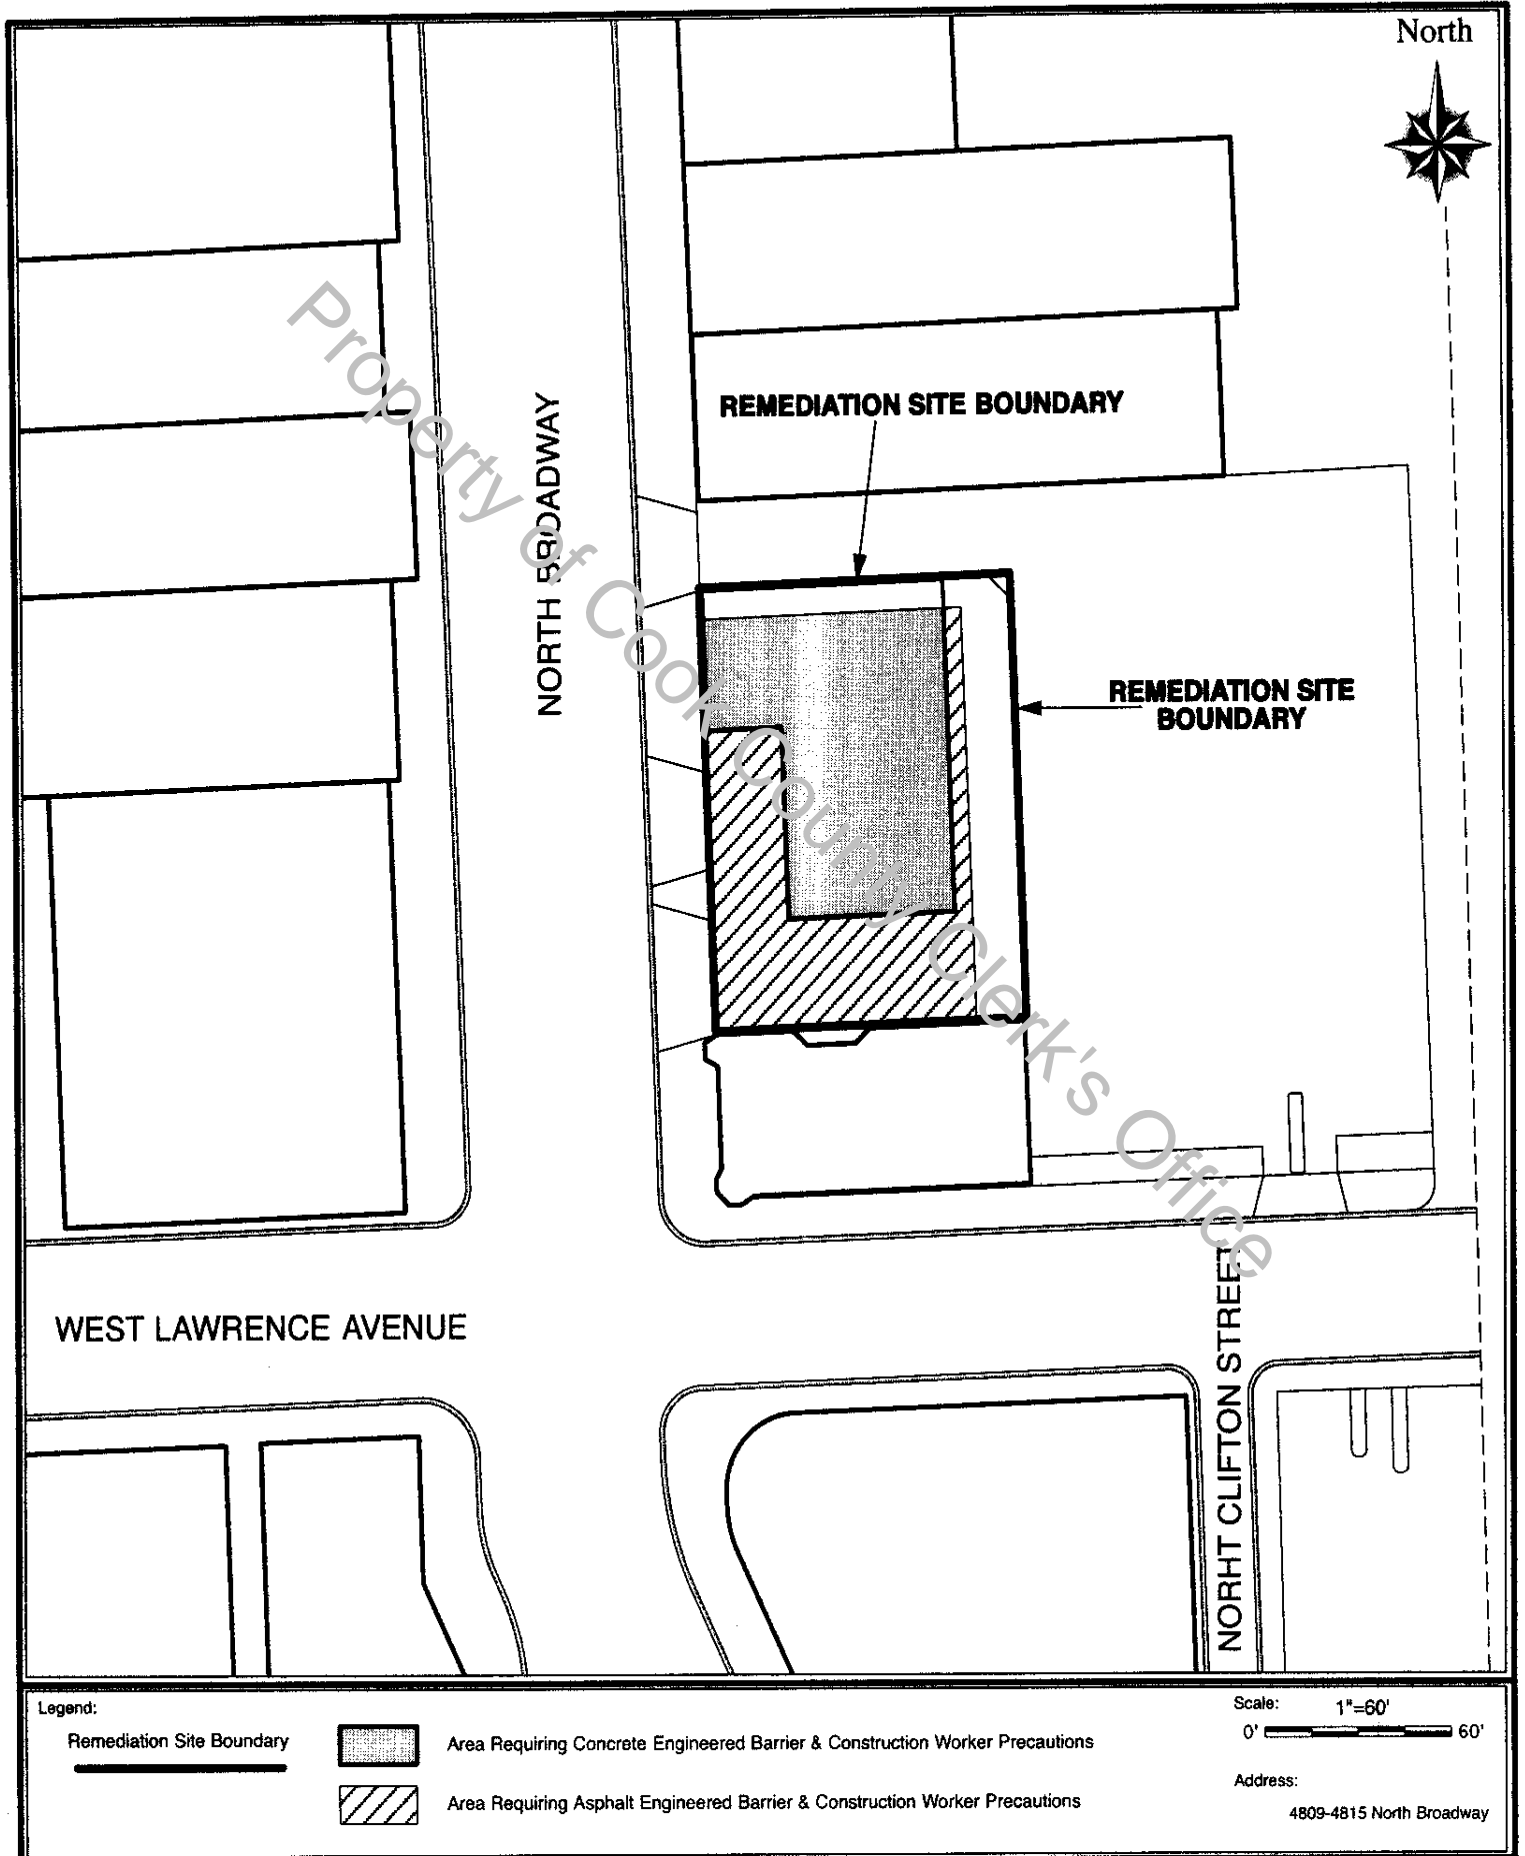 North
REMEDIATION SITE BOUNDARY
NORTH BROADWAY
REMEDIATION SITE
BOUNDARY
Property of Cook County Clerk's Office
WEST LAWRENCE AVENUE
NORHT CLIFTON STREET
Legend:
Remediation Site Boundary
Area Requiring Concrete Engineered Barrier & Construction Worker Precautions
Area Requiring Asphalt Engineered Barrier & Construction Worker Precautions
Scale: 1"=60'
0' 60'
Address:
4809-4815 North Broadway